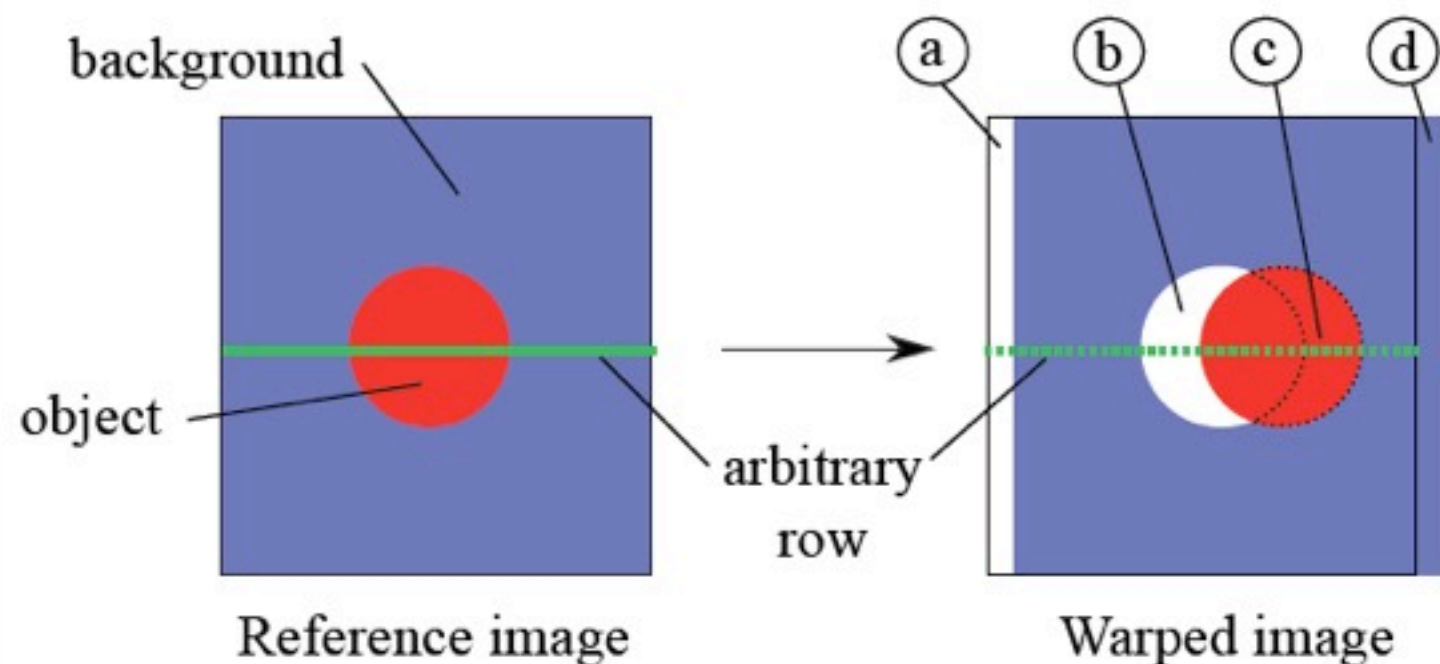 background
a
b
c
d
object
arbitrary
row
Reference image
Warped image